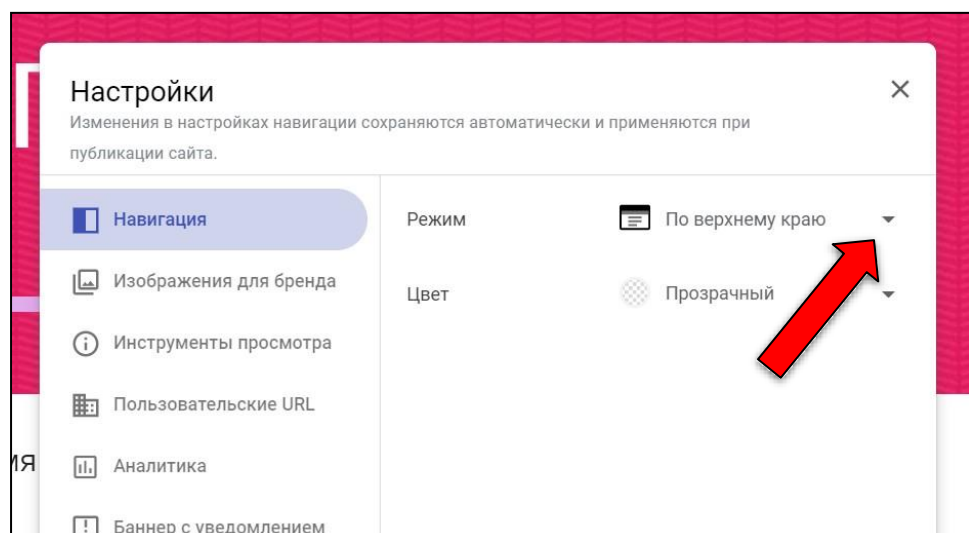 Настройки
Изменения в настройках навигации сохраняются автоматически и применяются при
публикации сайта.
Навигация
Режим
По верхнему краю
Изображения для бренда
Цвет
Прозрачный
Инструменты просмотра
Пользовательские URL
Аналитика
Баннер с уведомлением